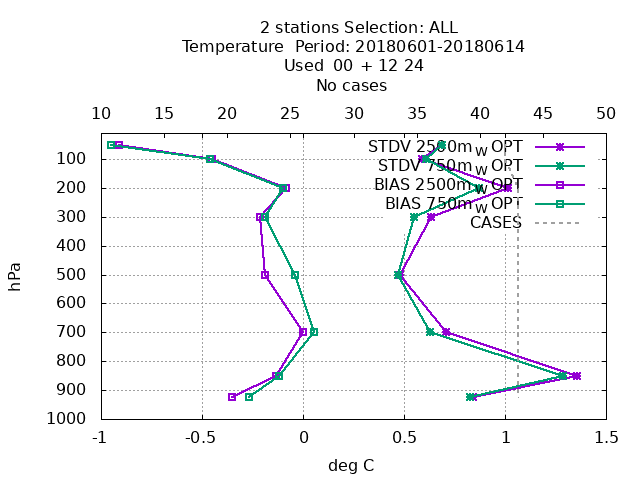 2 stations Selection: ALL
Temperature  Period: 20180601-20180614
Used  00 + 12 24
No cases
10 15 20 25 30 35 40 45 50
STDV 2500m_W OPT
STDV 750m_W OPT
BIAS 2500m_W OPT
BIAS 750m_W OPT
CASES
100
200
300
400
500
600
700
800
900
1000
hPa
-1 -0.5 0 0.5 1 1.5
deg C